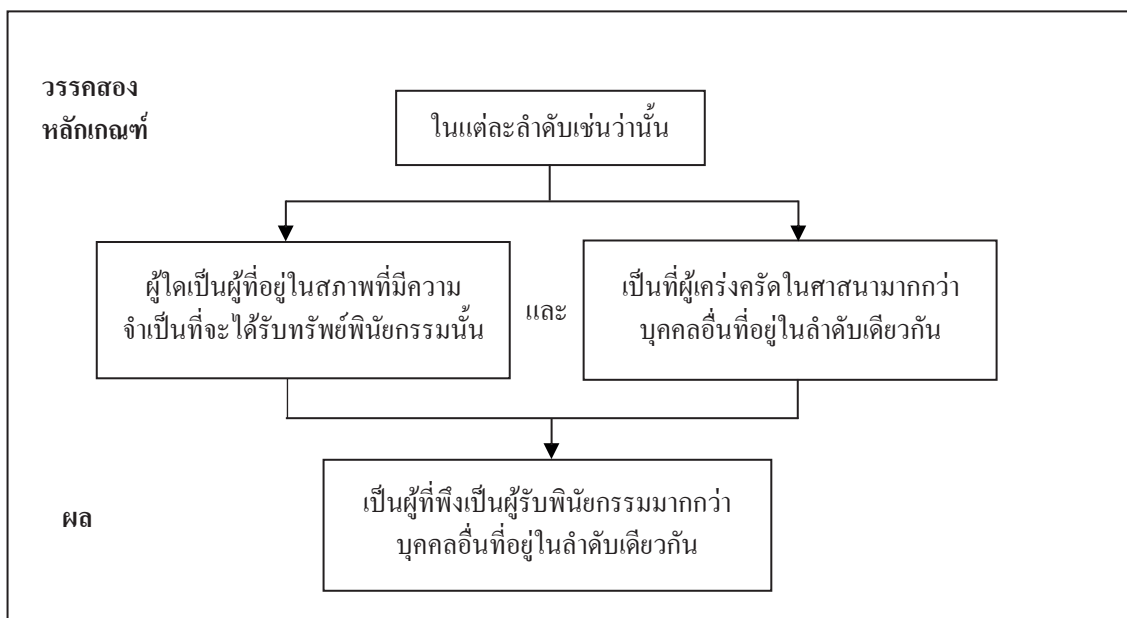 วรรคสอง
หลักเกณฑ์
ในแต่ละลำดับเช่นว่านั้น
ผู้ใดเป็นผู้ที่อยู่ในสภาพที่มีความ
จำเป็นที่จะได้รับทรัพย์พินัยกรรมนั้น
และ
เป็นที่ผู้เคร่งครัดในศาสนามากกว่า
บุคคลอื่นที่อยู่ในลำดับเดียวกัน
ผล
เป็นผู้ที่พึงเป็นผู้รับพินัยกรรมมากกว่า
บุคคลอื่นที่อยู่ในลำดับเดียวกัน